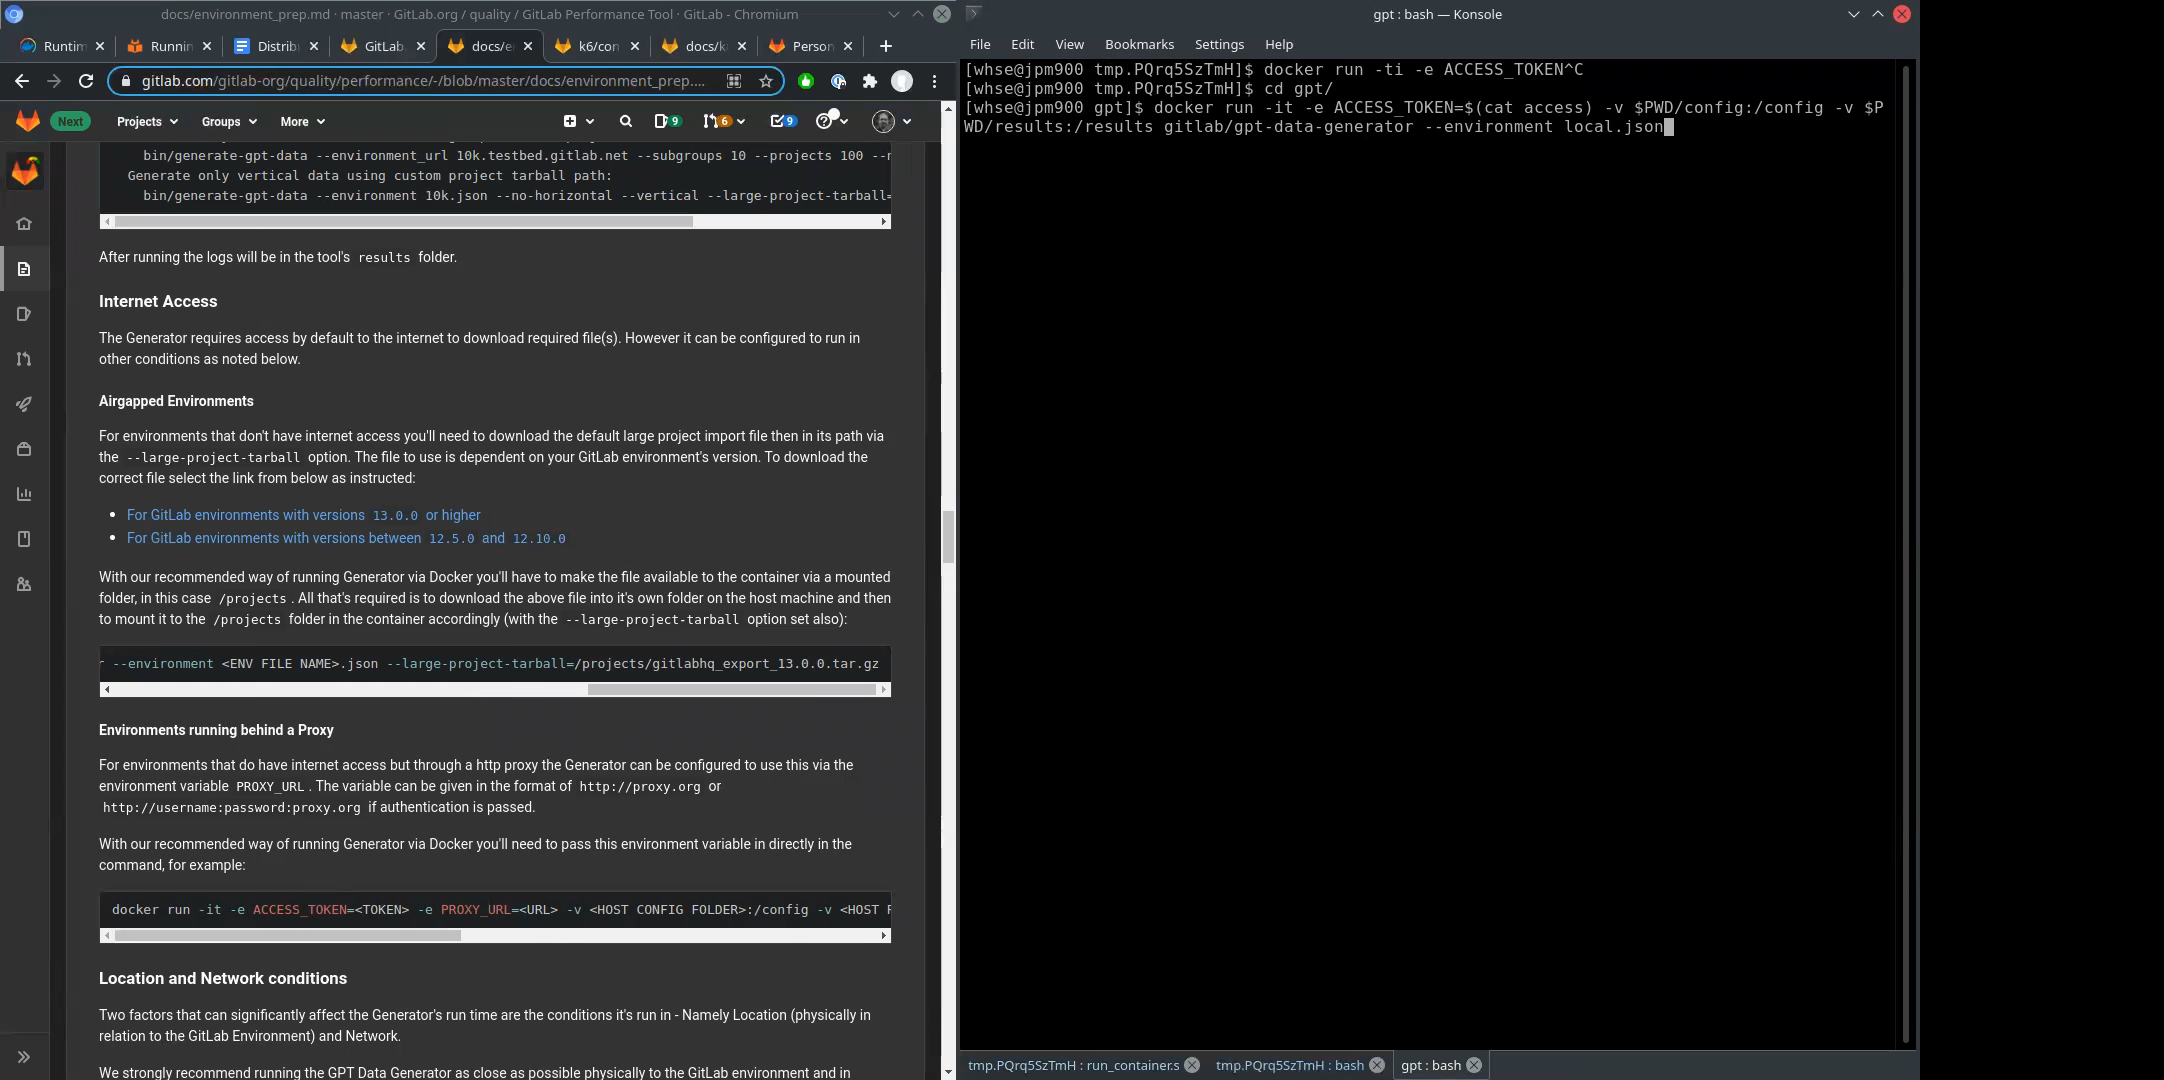 docs/environment_prep.md · master · GitLab.org / quality / GitLab Performance Tool · GitLab - Chromium
Runtim
Runnin
Distrib
GitLab
docs/e
k6/con
docs/k
Person
gitlab.com/gitlab-org/quality/performance/-/blob/master/docs/environment_prep....
Next
Projects
Groups
More
9
6
9
bin/generate-gpt-data --environment_url 10k.testbed.gitlab.net --subgroups 10 --projects 100 --
Generate only vertical data using custom project tarball path:
bin/generate-gpt-data --environment 10k.json --no-horizontal --vertical --large-project-tarball=
After running the logs will be in the tool's results folder.
Internet Access
The Generator requires access by default to the internet to download required file(s). However it can be configured to run in
other conditions as noted below.
Airgapped Environments
For environments that don't have internet access you'll need to download the default large project import file then in its path via
the --large-project-tarball option. The file to use is dependent on your GitLab environment's version. To download the
correct file select the link from below as instructed:
• For GitLab environments with versions 13.0.0 or higher
• For GitLab environments with versions between 12.5.0 and 12.10.0
With our recommended way of running Generator via Docker you'll have to make the file available to the container via a mounted
folder, in this case /projects . All that's required is to download the above file into it's own folder on the host machine and then
to mount it to the /projects folder in the container accordingly (with the --large-project-tarball option set also):
r --environment <ENV FILE NAME>.json --large-project-tarball=/projects/gitlabhq_export_13.0.0.tar.gz
Environments running behind a Proxy
For environments that do have internet access but through a http proxy the Generator can be configured to use this via the
environment variable PROXY_URL . The variable can be given in the format of http://proxy.org or
http://username:password:proxy.org if authentication is passed.
With our recommended way of running Generator via Docker you'll need to pass this environment variable in directly in the
command, for example:
docker run -it -e ACCESS_TOKEN=<TOKEN> -e PROXY_URL=<URL> -v <HOST CONFIG FOLDER>:/config -v <HOST F
Location and Network conditions
Two factors that can significantly affect the Generator's run time are the conditions it's run in - Namely Location (physically in
relation to the GitLab Environment) and Network.
We strongly recommend running the GPT Data Generator as close as possible physically to the GitLab environment and in
gpt : bash — Konsole
File Edit View Bookmarks Settings Help
[whse@jpm900 tmp.PQrq5SzTmH]$ docker run -ti -e ACCESS_TOKEN^C
[whse@jpm900 tmp.PQrq5SzTmH]$ cd gpt/
[whse@jpm900 gpt]$ docker run -it -e ACCESS_TOKEN=$(cat access) -v $PWD/config:/config -v $P
WD/results:/results gitlab/gpt-data-generator --environment local.json
tmp.PQrq5SzTmH : run_container.s
tmp.PQrq5SzTmH : bash
gpt : bash